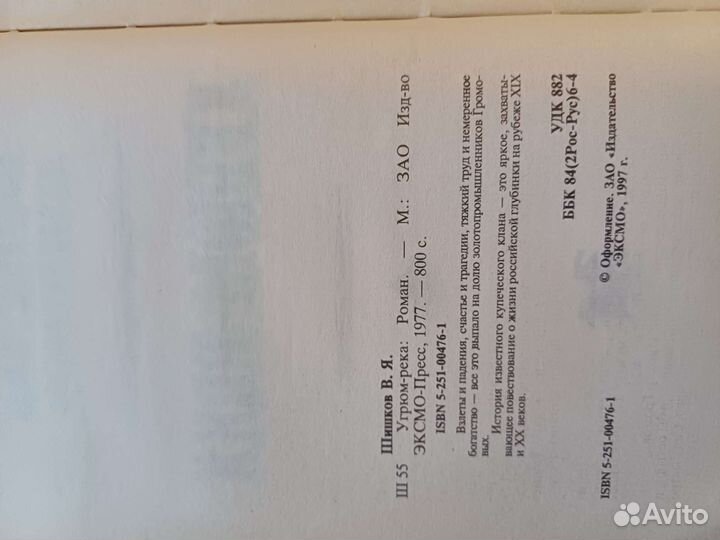 Шишков В. Я.
Ш 55 Угрюм-река: Роман. — М.: ЗАО Изд-во
ЭКСМО-Пресс, 1977. — 800 с.
ISBN 5-251-00476-1
Взлеты и падения, счастье и трагедии, тяжкий труд и немеренное
богатство — все это выпало на долю золотопромышленников Громо-
вых.
История известного купеческого клана — это яркое, захваты-
вающее повествование о жизни российской глубинки на рубеже XIX
и XX веков.
УДК 882
ББК 84(2Рос-Рус)6-4
© Оформление. ЗАО «Издательство
«ЭКСМО», 1997 г.
ISBN 5-251-00476-1
Avito